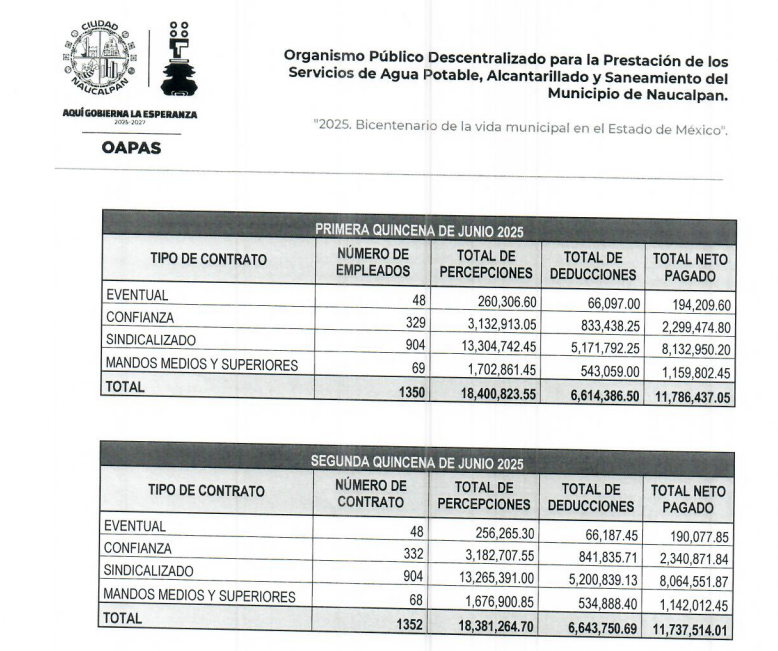 CIUDAD
NAUCALPAN
AQUÍ GOBIERNA LA ESPERANZA
2025-2027
OAPAS
Organismo Público Descentralizado para la Prestación de los
Servicios de Agua Potable, Alcantarillado y Saneamiento del
Municipio de Naucalpan.
"2025. Bicentenario de la vida municipal en el Estado de México".
PRIMERA QUINCENA DE JUNIO 2025
TIPO DE CONTRATO NÚMERO DE EMPLEADOS TOTAL DE PERCEPCIONES TOTAL DE DEDUCCIONES TOTAL NETO PAGADO
EVENTUAL 48 260,306.60 66,097.00 194,209.60
CONFIANZA 329 3,132,913.05 833,438.25 2,299,474.80
SINDICALIZADO 904 13,304,742.45 5,171,792.25 8,132,950.20
MANDOS MEDIOS Y SUPERIORES 69 1,702,861.45 543,059.00 1,159,802.45
TOTAL 1350 18,400,823.55 6,614,386.50 11,786,437.05
SEGUNDA QUINCENA DE JUNIO 2025
TIPO DE CONTRATO NÚMERO DE CONTRATO TOTAL DE PERCEPCIONES TOTAL DE DEDUCCIONES TOTAL NETO PAGADO
EVENTUAL 48 256,265.30 66,187.45 190,077.85
CONFIANZA 332 3,182,707.55 841,835.71 2,340,871.84
SINDICALIZADO 904 13,265,391.00 5,200,839.13 8,064,551.87
MANDOS MEDIOS Y SUPERIORES 68 1,676,900.85 534,888.40 1,142,012.45
TOTAL 1352 18,381,264.70 6,643,750.69 11,737,514.01